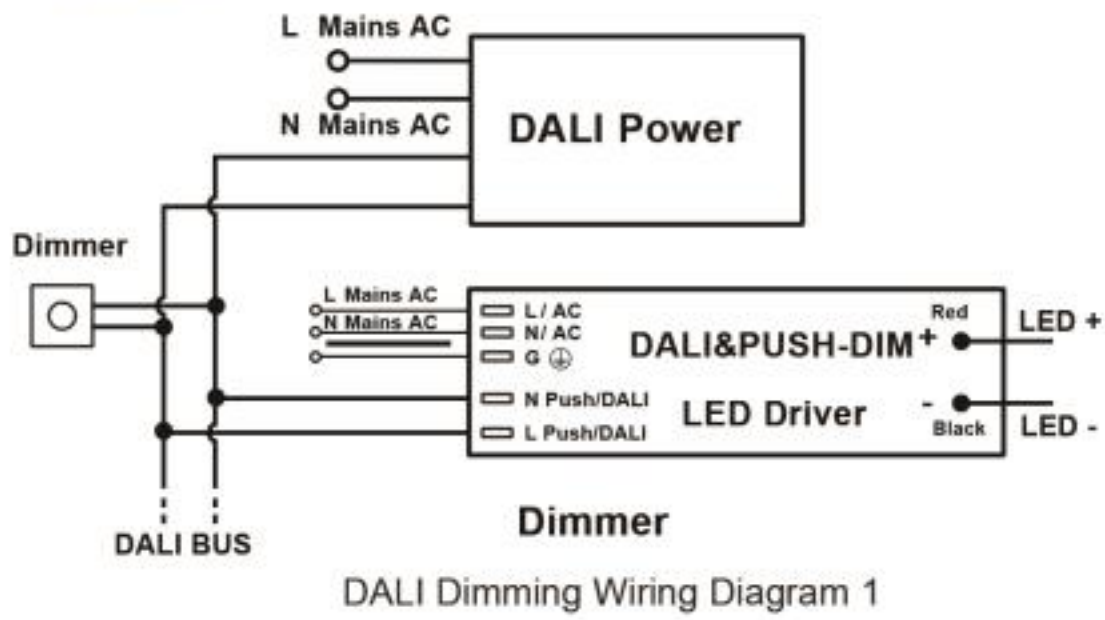 L Mains AC
N Mains AC
DALI Power
Dimmer
L Mains AC
N Mains AC
L / AC
N/ AC
G
N Push/DALI
L Push/DALI
DALI&PUSH-DIM
LED Driver
Red
+
-
Black
LED +
LED -
DALI BUS
Dimmer
DALI Dimming Wiring Diagram 1